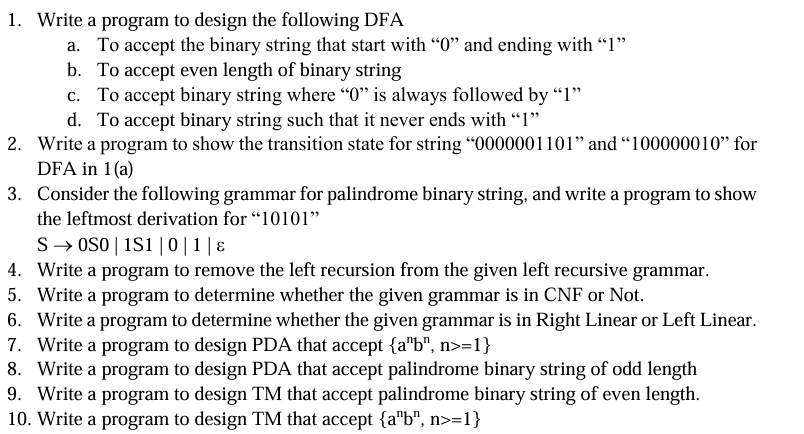 1. Write a program to design the following DFA
a. To accept the binary string that start with “0” and ending with “1”
b. To accept even length of binary string
c. To accept binary string where “0” is always followed by “1”
d. To accept binary string such that it never ends with “1”
2. Write a program to show the transition state for string “0000001101” and “100000010” for
DFA in 1(a)
3. Consider the following grammar for palindrome binary string, and write a program to show
the leftmost derivation for “10101”
S → 0S0 | 1S1 | 0 | 1 | ε
4. Write a program to remove the left recursion from the given left recursive grammar.
5. Write a program to determine whether the given grammar is in CNF or Not.
6. Write a program to determine whether the given grammar is in Right Linear or Left Linear.
7. Write a program to design PDA that accept {aⁿbⁿ, n>=1}
8. Write a program to design PDA that accept palindrome binary string of odd length
9. Write a program to design TM that accept palindrome binary string of even length.
10. Write a program to design TM that accept {aⁿbⁿ, n>=1}